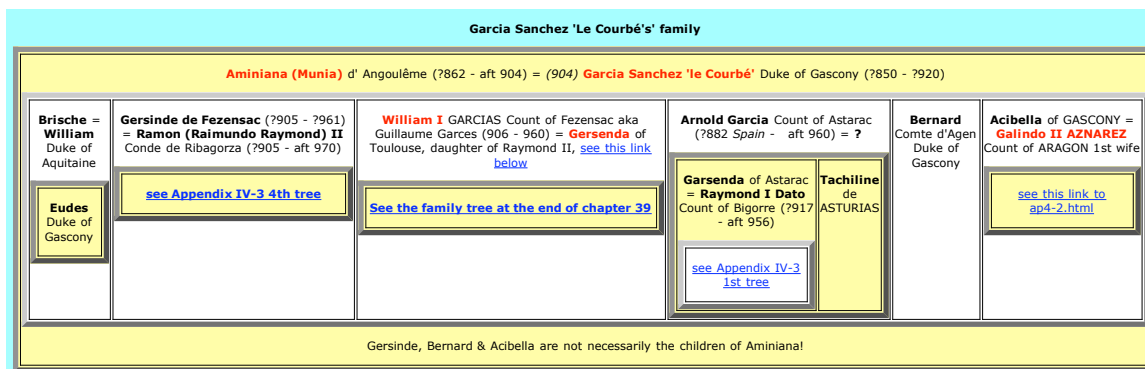 Garcia Sanchez 'Le Courbé's' family
Aminiana (Munia) d' Angoulême (?862 - aft 904) = (904) Garcia Sanchez 'le Courbé' Duke of Gascony (?850 - ?920)
Brische =
William
Duke of
Aquitaine
Eudes
Duke of
Gascony
Gersinde de Fezensac (?905 - ?961)
= Ramon (Raimundo Raymond) II
Conde de Ribagorza (?905 - aft 970)
see Appendix IV-3 4th tree
William I GARCIAS Count of Fezensac aka
Guillaume Garces (906 - 960) = Gersenda of
Toulouse, daughter of Raymond II, see this link
below
See the family tree at the end of chapter 39
Arnold Garcia Count of Astarac
(?882 Spain - aft 960) = ?
Garsenda of Astarac
= Raymond I Dato
Count of Bigorre (?917
- aft 956)
see Appendix IV-3
1st tree
Tachiline
de
ASTURIAS
Bernard
Comte d'Agen
Duke of
Gascony
Acibella of GASCONY =
Galindo II AZNAREZ
Count of ARAGON 1st wife
see this link to
ap4-2.html
Gersinde, Bernard & Acibella are not necessarily the children of Aminiana!